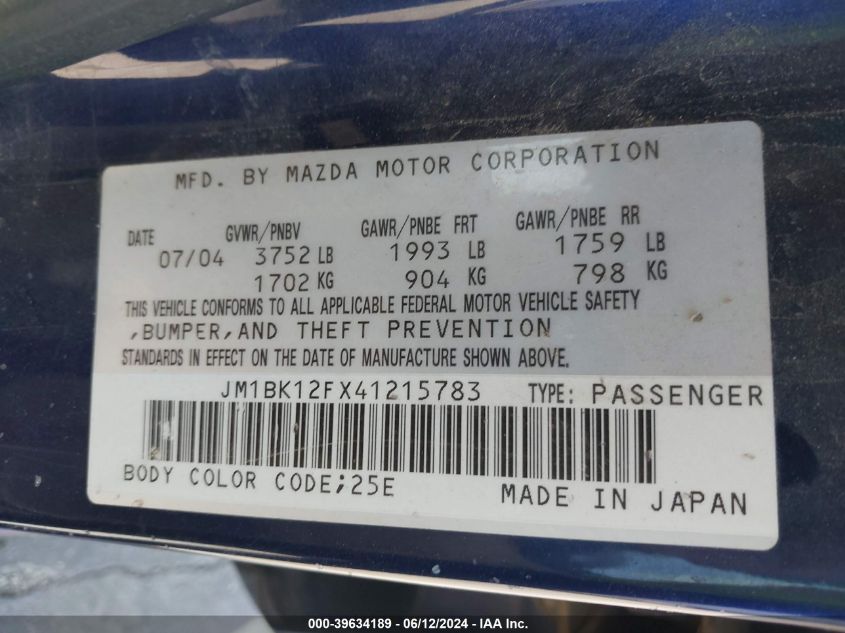 MFD. BY MAZDA MOTOR CORPORATION
DATE GVWR/PNBV GAWR/PNBE FRT GAWR/PNBE RR
07/04 3752 LB 1993 LB 1759 LB
1702 KG 904 KG 798 KG
THIS VEHICLE CONFORMS TO ALL APPLICABLE FEDERAL MOTOR VEHICLE SAFETY
,BUMPER,AND THEFT PREVENTION
STANDARDS IN EFFECT ON THE DATE OF MANUFACTURE SHOWN ABOVE.
JM1BK12FX41215783 TYPE: PASSENGER
BODY COLOR CODE;25E MADE IN JAPAN
000-39634189 - 06/12/2024 - IAA Inc.